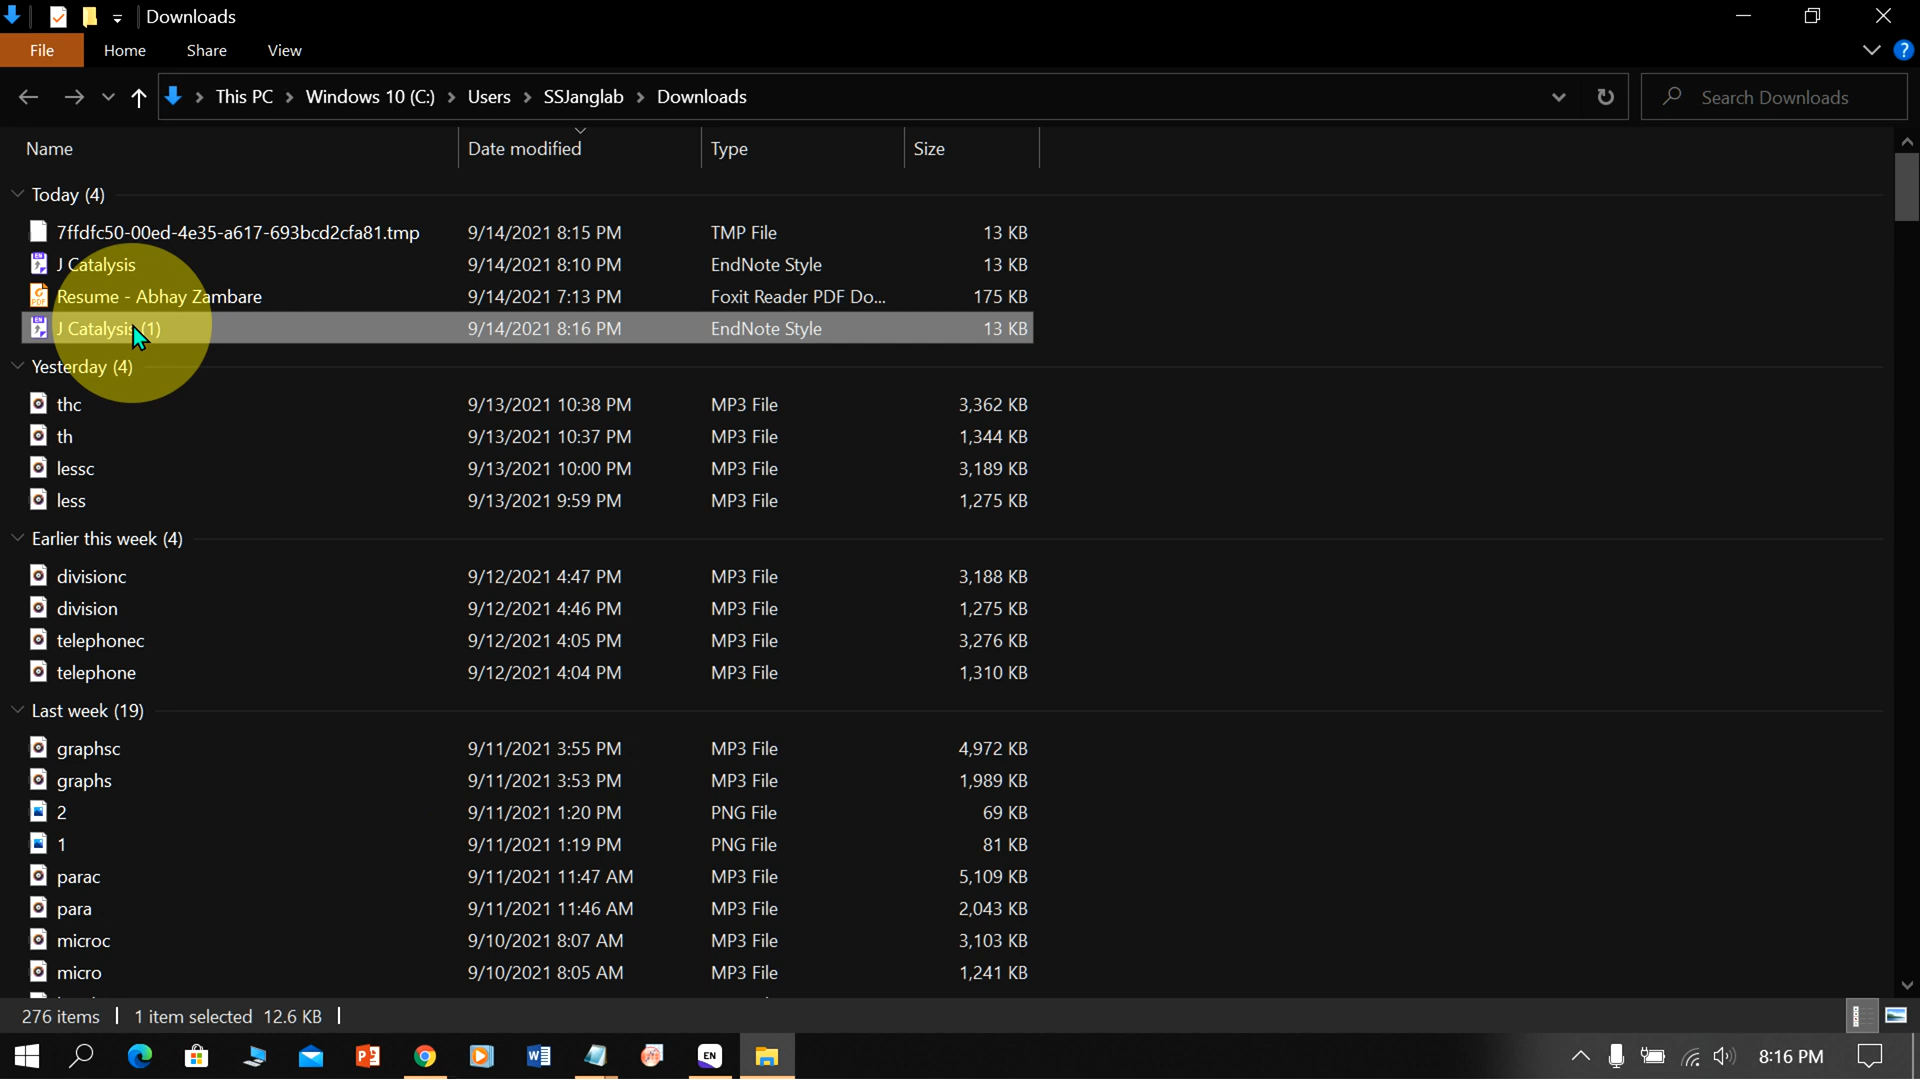 Downloads
File Home Share View
This PC Windows 10 (C:) Users SSJanglab Downloads Search Downloads
Name Date modified Type Size
Today (4)
7ffdfc50-00ed-4e35-a617-693bcd2cfa81.tmp 9/14/2021 8:15 PM TMP File 13 KB
J Catalysis 9/14/2021 8:10 PM EndNote Style 13 KB
Resume - Abhay Zambare 9/14/2021 7:13 PM Foxit Reader PDF Do... 175 KB
J Catalysis (1) 9/14/2021 8:16 PM EndNote Style 13 KB
Yesterday (4)
thc 9/13/2021 10:38 PM MP3 File 3,362 KB
th 9/13/2021 10:37 PM MP3 File 1,344 KB
lessc 9/13/2021 10:00 PM MP3 File 3,189 KB
less 9/13/2021 9:59 PM MP3 File 1,275 KB
Earlier this week (4)
divisionc 9/12/2021 4:47 PM MP3 File 3,188 KB
division 9/12/2021 4:46 PM MP3 File 1,275 KB
telephonec 9/12/2021 4:05 PM MP3 File 3,276 KB
telephone 9/12/2021 4:04 PM MP3 File 1,310 KB
Last week (19)
graphsc 9/11/2021 3:55 PM MP3 File 4,972 KB
graphs 9/11/2021 3:53 PM MP3 File 1,989 KB
2 9/11/2021 1:20 PM PNG File 69 KB
1 9/11/2021 1:19 PM PNG File 81 KB
parac 9/11/2021 11:47 AM MP3 File 5,109 KB
para 9/11/2021 11:46 AM MP3 File 2,043 KB
microc 9/10/2021 8:07 AM MP3 File 3,103 KB
micro 9/10/2021 8:05 AM MP3 File 1,241 KB
276 items 1 item selected 12.6 KB
EN 8:16 PM